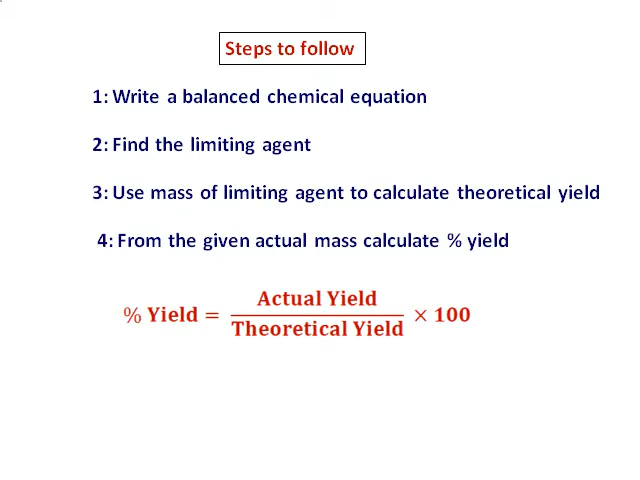 Steps to follow
1: Write a balanced chemical equation
2: Find the limiting agent
3: Use mass of limiting agent to calculate theoretical yield
4: From the given actual mass calculate % yield
% Yield = Actual Yield / Theoretical Yield × 100